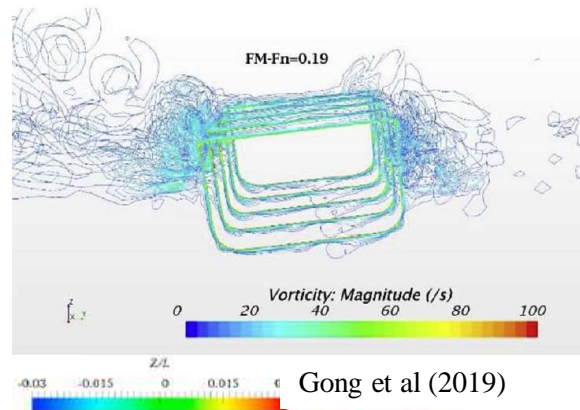 FM-Fn=0.19
z
x y
Vorticity: Magnitude (/s)
0 20 40 60 80 100
Z/L
-0.03 -0.015 0 0.015
Gong et al (2019)